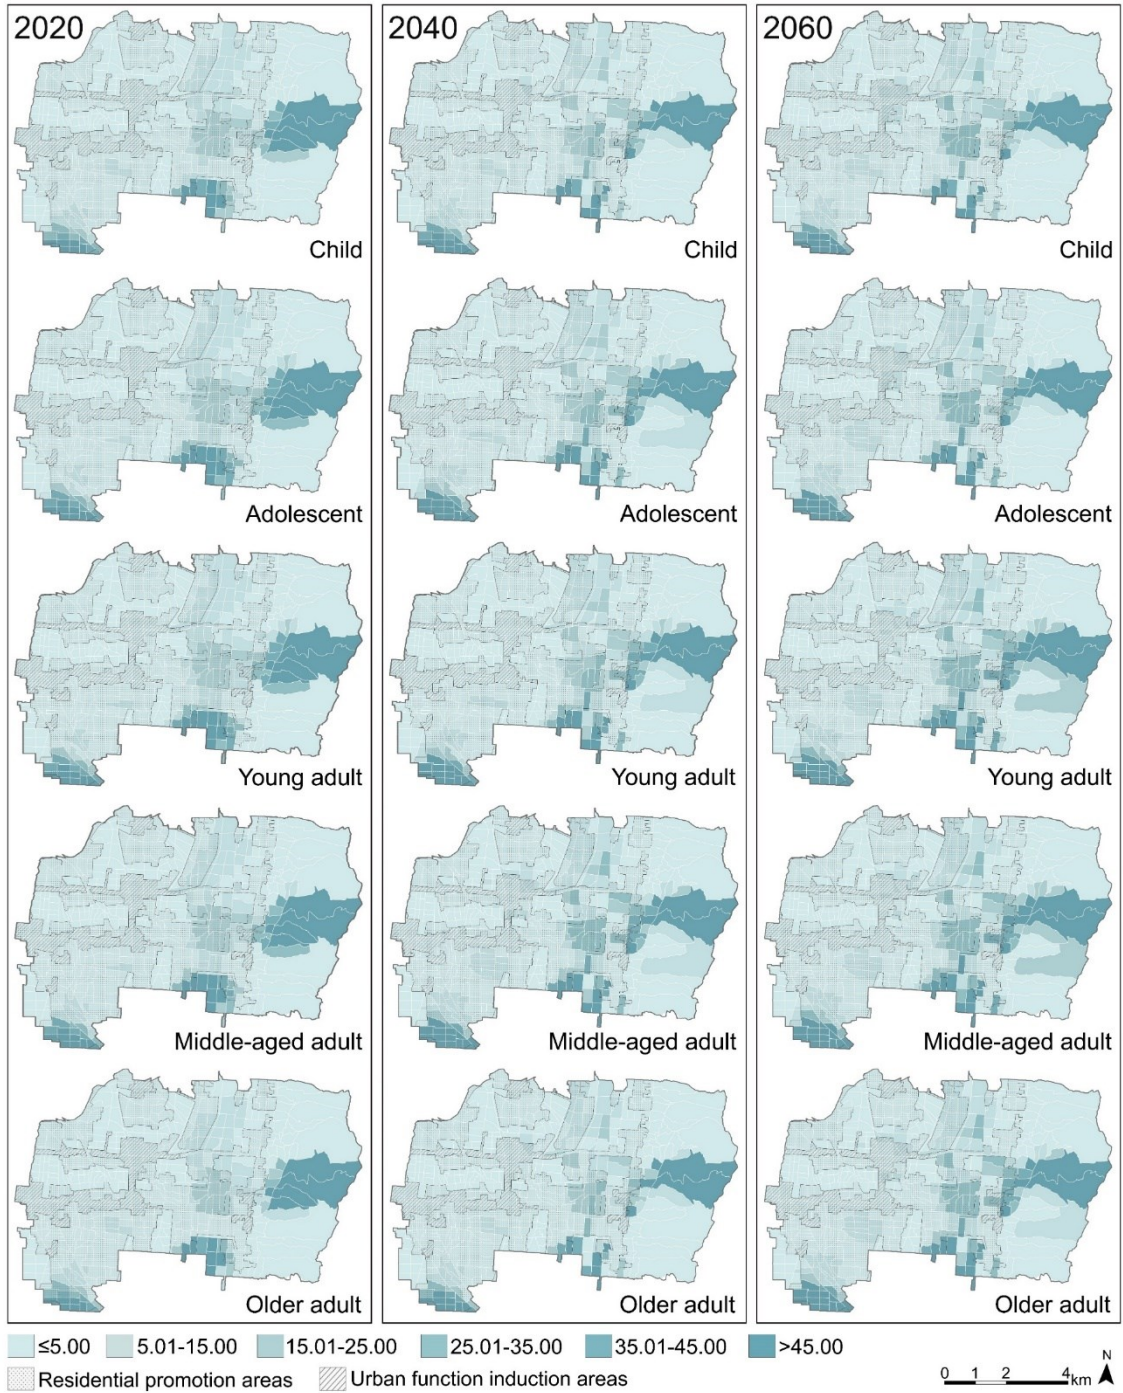 2020 2040 2060
Child Child Child
Adolescent Adolescent Adolescent
Young adult Young adult Young adult
Middle-aged adult Middle-aged adult Middle-aged adult
Older adult Older adult Older adult
≤5.00 5.01-15.00 15.01-25.00 25.01-35.00 35.01-45.00 >45.00
Residential promotion areas Urban function induction areas
0 1 2 4km N